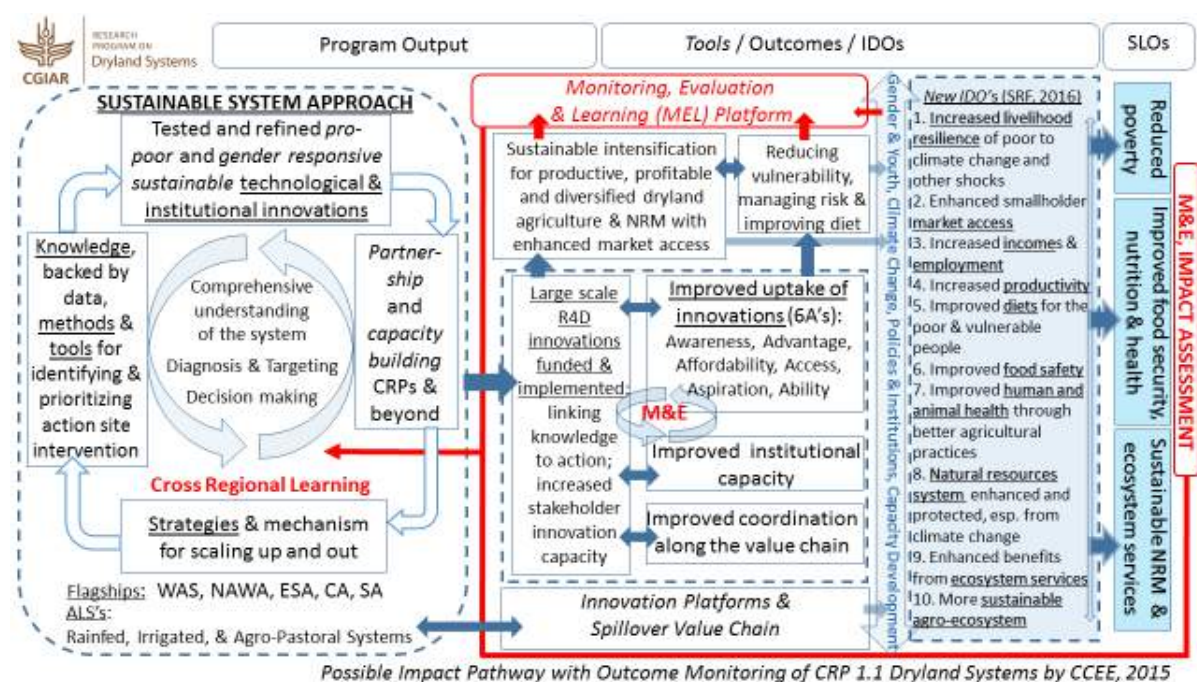 RESEARCH
PROGRAM ON
Dryland Systems
CGIAR
Program Output
Tools / Outcomes / IDOs
SLOs
SUSTAINABLE SYSTEM APPROACH
Tested and refined pro-
poor and gender responsive
sustainable technological &
institutional innovations
Knowledge,
backed by
data,
methods &
tools for
identifying &
prioritizing
action site
intervention
Comprehensive
understanding
of the system
Diagnosis & Targeting
Decision making
Partner-
ship
and
capacity
building
CRPs &
beyond
Cross Regional Learning
Strategies & mechanism
for scaling up and out
Flagships: WAS, NAWA, ESA, CA, SA
ALS's:
Rainfed, Irrigated, & Agro-Pastoral Systems
Monitoring, Evaluation
& Learning (MEL) Platform
Sustainable intensification
for productive, profitable
and diversified dryland
agriculture & NRM with
enhanced market access
Reducing
vulnerability,
managing risk &
improving diet
Large scale
R4D
innovations
funded &
implemented;
linking
knowledge
to action;
increased
stakeholder
innovation
capacity
Improved uptake of
innovations (6A's):
Awareness, Advantage,
Affordability, Access,
Aspiration, Ability
M&E
Improved institutional
capacity
Improved coordination
along the value chain
Innovation Platforms &
Spillover Value Chain
Gender & Youth, Climate Change, Policies & Institutions, Capacity Development
New IDO's (SRF, 2016)
1. Increased livelihood
resilience of poor to
climate change and
other shocks
2. Enhanced smallholder
market access
3. Increased incomes &
employment
4. Increased productivity
5. Improved diets for the
poor & vulnerable
people
6. Improved food safety
7. Improved human and
animal health through
better agricultural
practices
8. Natural resources
system enhanced and
protected, esp. from
climate change
9. Enhanced benefits
from ecosystem services
10. More sustainable
agro-ecosystem
Reduced
poverty
Improved food security,
nutrition & health
Sustainable NRM &
ecosystem services
M&E, IMPACT ASSESSMENT
Possible Impact Pathway with Outcome Monitoring of CRP 1.1 Dryland Systems by CCEE, 2015